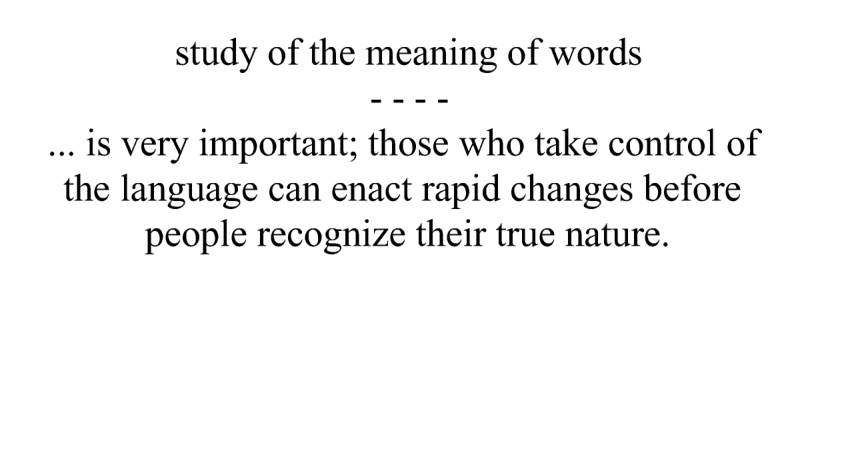 study of the meaning of words
- - - -
... is very important; those who take control of
the language can enact rapid changes before
people recognize their true nature.